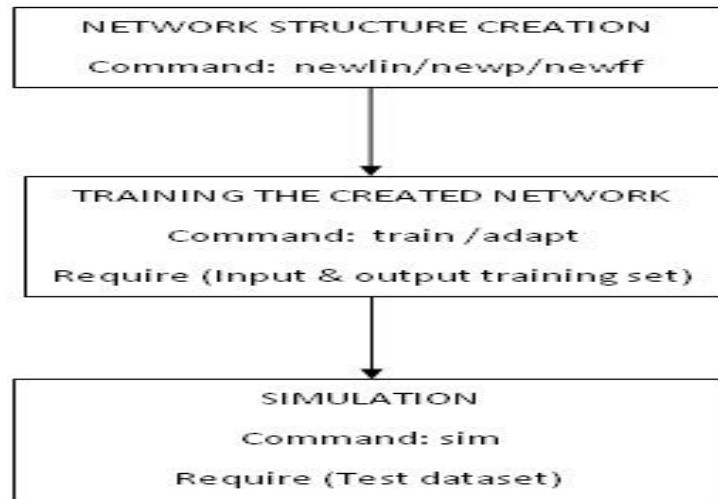 NETWORK STRUCTURE CREATION
Command: newlin/newp/newff
TRAINING THE CREATED NETWORK
Command: train /adapt
Require (Input & output training set)
SIMULATION
Command: sim
Require (Test dataset)